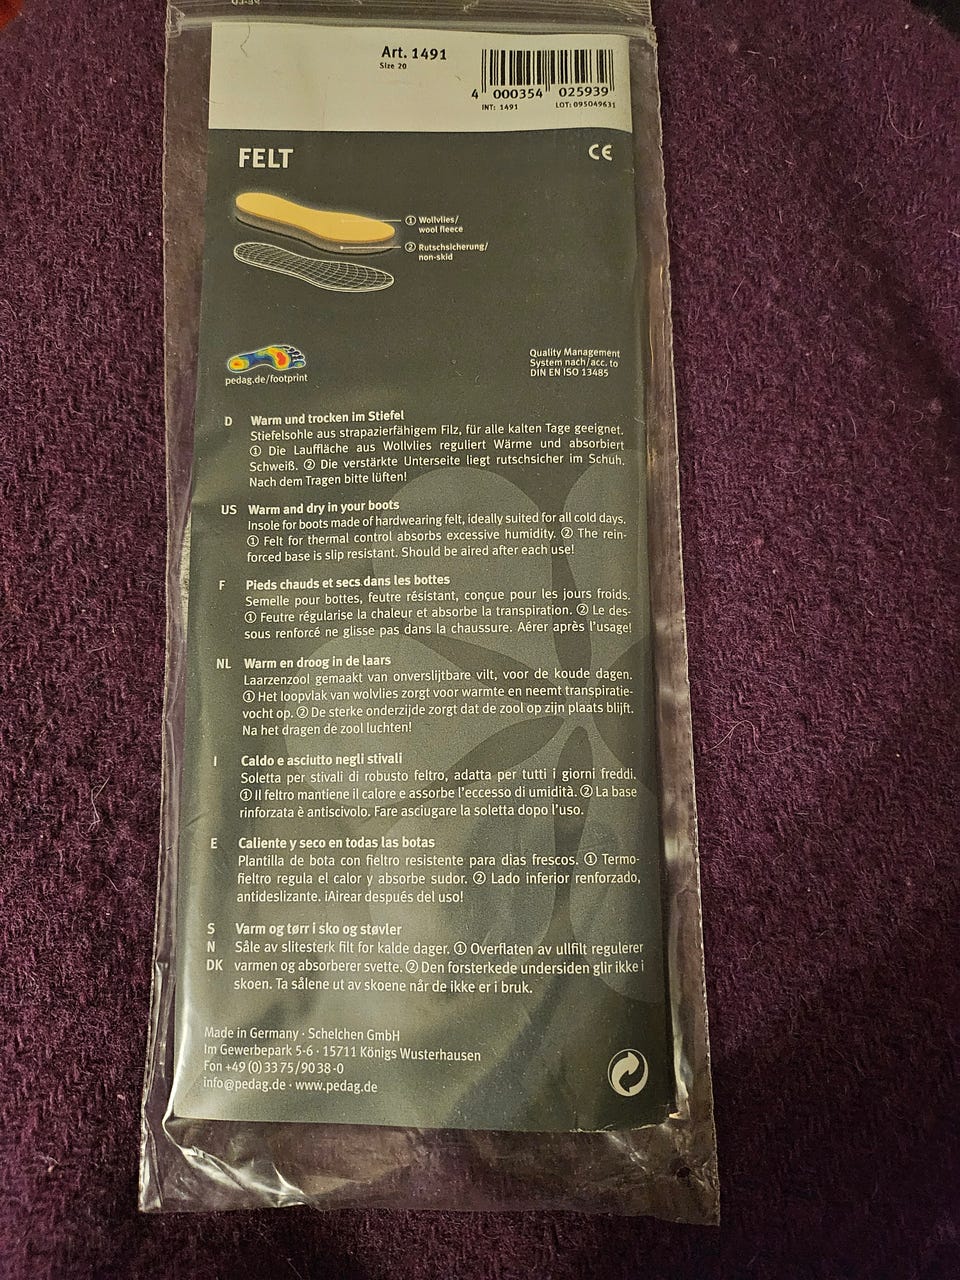 Art. 1491
Size 20
4 000354 025939
INT: 1491 LOT: 095049631
FELT
CE
① Wollvlies/
wool fleece
② Rutschsicherung/
non-skid
pedag.de/footprint
Quality Management
System nach/acc. to
DIN EN ISO 13485
D Warm und trocken im Stiefel
Stiefelsohle aus strapazierfähigem Filz, für alle kalten Tage geeignet.
① Die Lauffläche aus Wollvlies reguliert Wärme und absorbiert
Schweiß. ② Die verstärkte Unterseite liegt rutschsicher im Schuh.
Nach dem Tragen bitte lüften!
US Warm and dry in your boots
Insole for boots made of hardwearing felt, ideally suited for all cold days.
① Felt for thermal control absorbs excessive humidity. ② The rein-
forced base is slip resistant. Should be aired after each use!
F Pieds chauds et secs dans les bottes
Semelle pour bottes, feutre résistant, conçue pour les jours froids.
① Feutre régularise la chaleur et absorbe la transpiration. ② Le des-
sous renforcé ne glisse pas dans la chaussure. Aérer après l'usage!
NL Warm en droog in de laars
Laarzenzool gemaakt van onverslijtbare vilt, voor de koude dagen.
① Het loopvlak van wolvlies zorgt voor warmte en neemt transpiratie-
vocht op. ② De sterke onderzijde zorgt dat de zool op zijn plaats blijft.
Na het dragen de zool luchten!
I Caldo e asciutto negli stivali
Soletta per stivali di robusto feltro, adatta per tutti i giorni freddi.
① Il feltro mantiene il calore e assorbe l'eccesso di umidità. ② La base
rinforzata è antiscivolo. Fare asciugare la soletta dopo l'uso.
E Caliente y seco en todas las botas
Plantilla de bota con fieltro resistente para dias frescos. ① Termo-
fieltro regula el calor y absorbe sudor. ② Lado inferior renforzado,
antideslizante. ¡Airear después del uso!
S Varm og tørr i sko og støvler
N Såle av slitesterk filt for kalde dager. ① Overflaten av ullfilt regulerer
DK varmen og absorberer svette. ② Den forsterkede undersiden glir ikke i
skoen. Ta sålene ut av skoene når de ikke er i bruk.
Made in Germany · Schelchen GmbH
Im Gewerbepark 5-6 · 15711 Königs Wusterhausen
Fon +49 (0) 33 75 / 90 38 -0
info@pedag.de · www.pedag.de